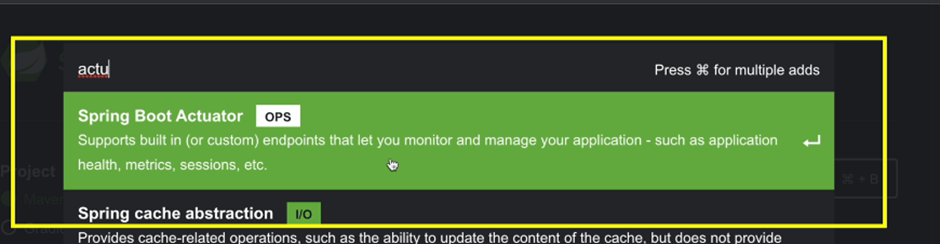 actu
Press ⌘ for multiple adds
Spring Boot Actuator OPS
Supports built in (or custom) endpoints that let you monitor and manage your application - such as application
health, metrics, sessions, etc.
Project
⌘ + B
Spring cache abstraction I/O
Provides cache-related operations, such as the ability to update the content of the cache, but does not provide